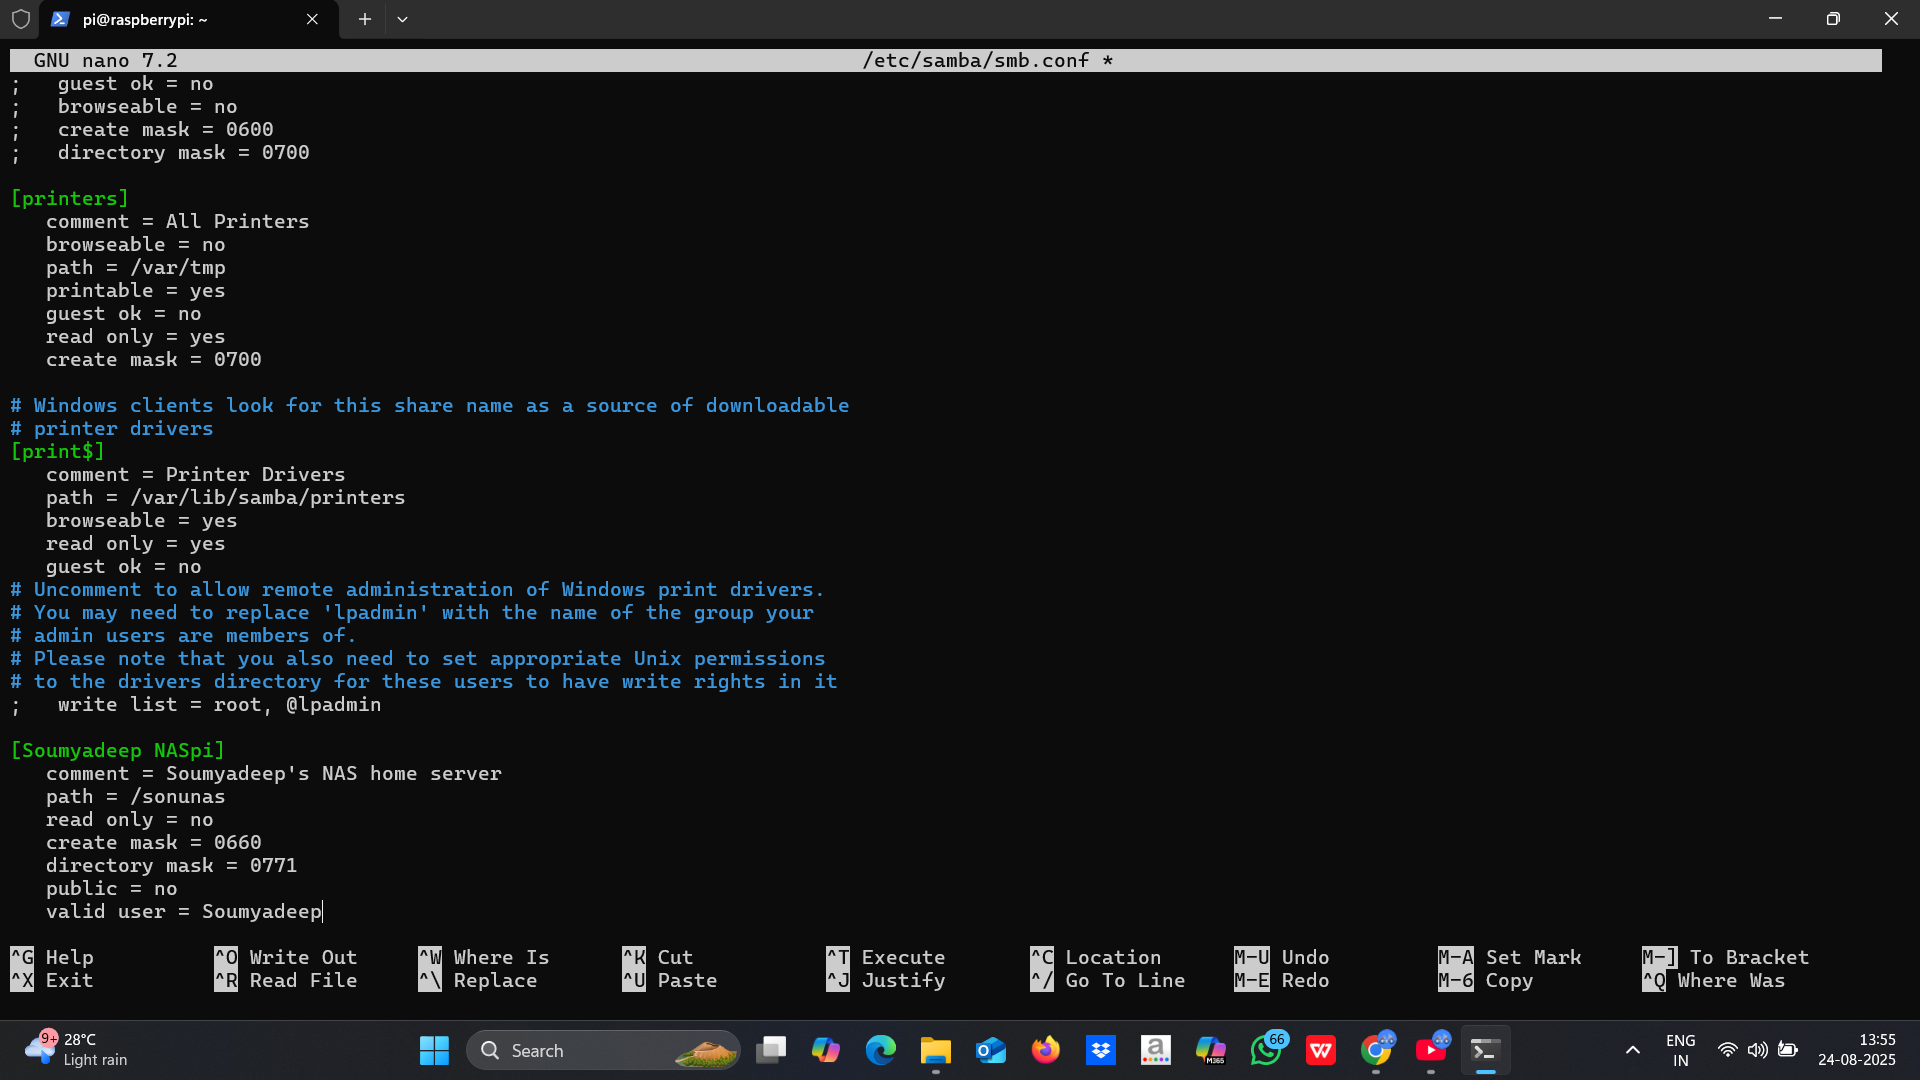 pi@raspberrypi: ~
GNU nano 7.2 /etc/samba/smb.conf *
;   guest ok = no
;   browseable = no
;   create mask = 0600
;   directory mask = 0700
[printers]
   comment = All Printers
   browseable = no
   path = /var/tmp
   printable = yes
   guest ok = no
   read only = yes
   create mask = 0700
# Windows clients look for this share name as a source of downloadable
# printer drivers
[print$]
   comment = Printer Drivers
   path = /var/lib/samba/printers
   browseable = yes
   read only = yes
   guest ok = no
# Uncomment to allow remote administration of Windows print drivers.
# You may need to replace 'lpadmin' with the name of the group your
# admin users are members of.
# Please note that you also need to set appropriate Unix permissions
# to the drivers directory for these users to have write rights in it
;   write list = root, @lpadmin
[Soumyadeep NASpi]
   comment = Soumyadeep's NAS home server
   path = /sonunas
   read only = no
   create mask = 0660
   directory mask = 0771
   public = no
   valid user = Soumyadeep
^G Help ^O Write Out ^W Where Is ^K Cut ^T Execute ^C Location M-U Undo M-A Set Mark M-] To Bracket
^X Exit ^R Read File ^\ Replace ^U Paste ^J Justify ^/ Go To Line M-E Redo M-6 Copy ^Q Where Was
9+ 28°C
Light rain
Search
a
M365
66
W
ENG
IN
13:55
24-08-2025